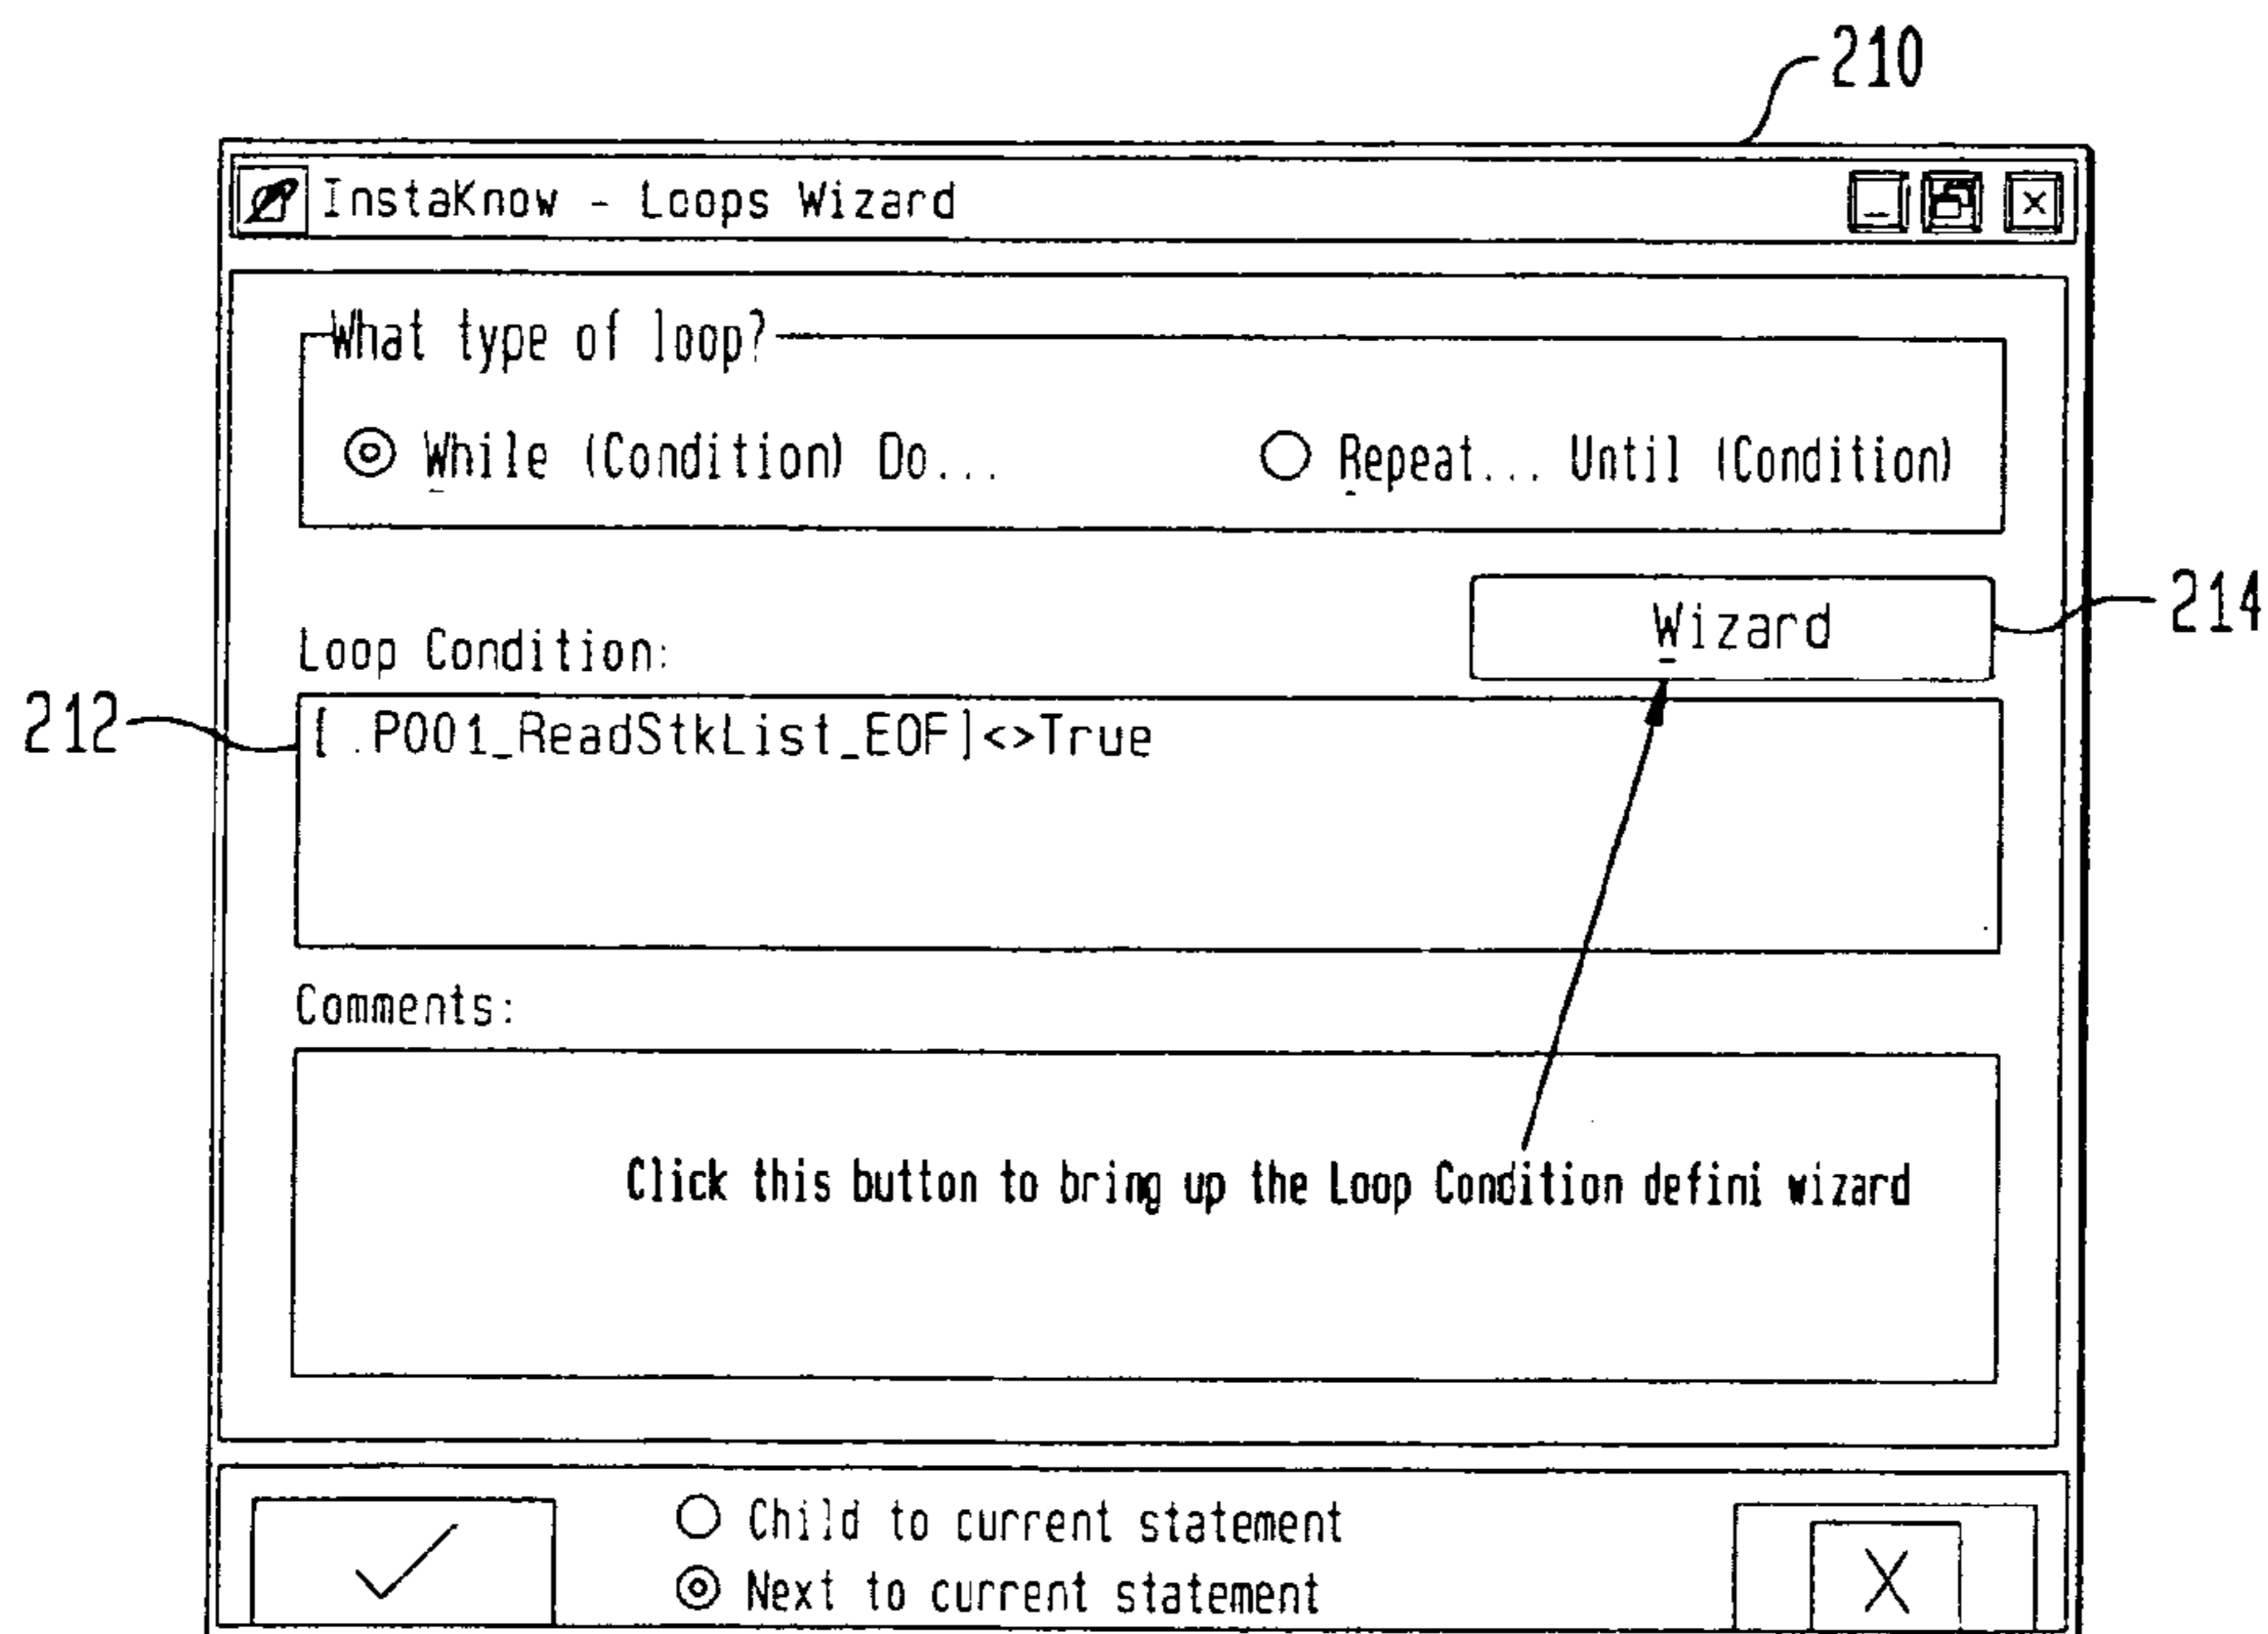 210
InstaKnow - Loops Wizard
What type of loop?
While (Condition) Do... Repeat... Until (Condition)
Wizard
214
Loop Condition:
212
[.P001_ReadStkList_EOF]<>True
Comments:
Click this button to bring up the Loop Condition defini wizard
Child to current statement
Next to current statement